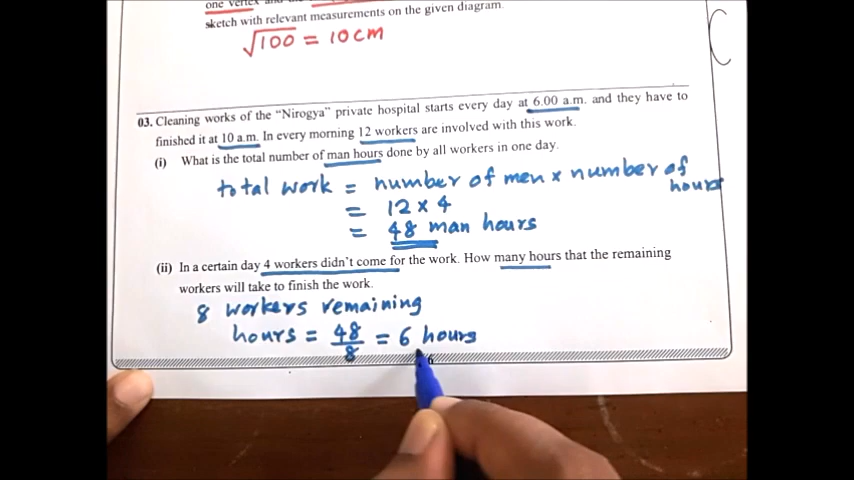 one vertex and the
sketch with relevant measurements on the given diagram.
√100 = 10cm
03. Cleaning works of the “Nirogya” private hospital starts every day at 6.00 a.m. and they have to
finished it at 10 a.m. In every morning 12 workers are involved with this work.
(i) What is the total number of man hours done by all workers in one day.
total work = number of men × number of
hours
= 12 × 4
= 48 man hours
(ii) In a certain day 4 workers didn't come for the work. How many hours that the remaining
workers will take to finish the work.
8 workers remaining
hours = 48/8 = 6 hours
6